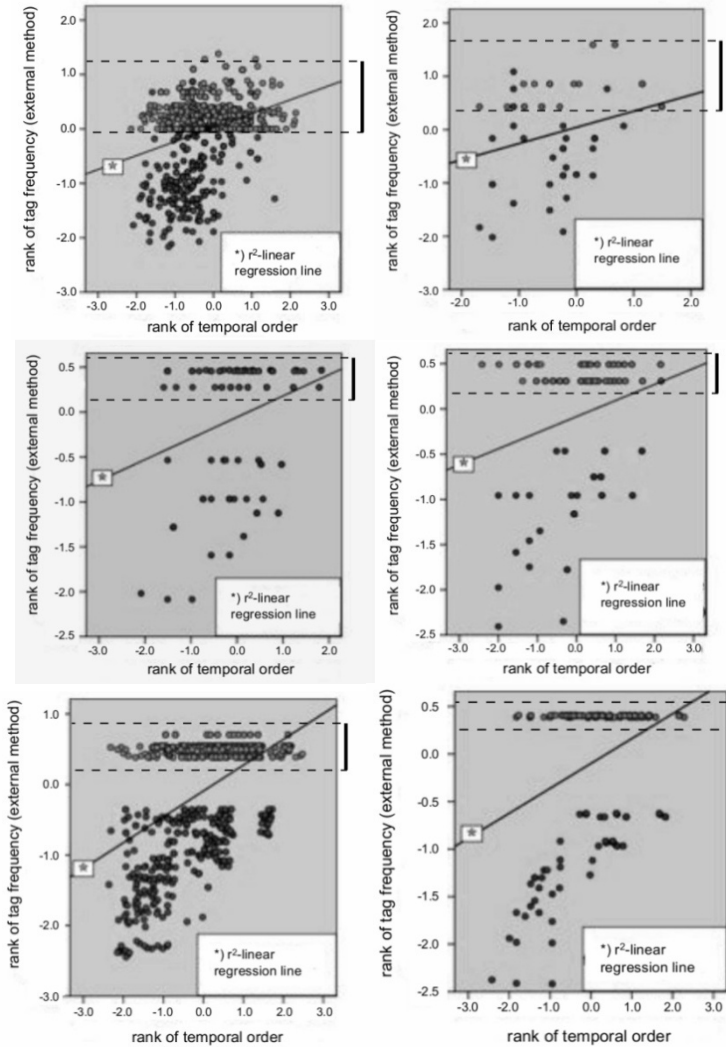 rank of tag frequency (external method)
2.0
1.0
0.0
-1.0
-2.0
-3.0
*) r²-linear
regression line
-3.0 -2.0 -1.0 0.0 1.0 2.0 3.0
rank of temporal order
rank of tag frequency (external method)
2.0
1.0
0.0
-1.0
-2.0
-3.0
*) r²-linear
regression line
-2.0 -1.0 0.0 1.0 2.0
rank of temporal order
rank of tag frequency (external method)
0.5
0.0
-0.5
-1.0
-1.5
-2.0
-2.5
*) r²-linear
regression line
-3.0 -2.0 -1.0 0.0 1.0 2.0
rank of temporal order
rank of tag frequency (external method)
0.5
0.0
-0.5
-1.0
-1.5
-2.0
-2.5
*) r²-linear
regression line
-3.0 -2.0 -1.0 0.0 1.0 2.0 3.0
rank of temporal order
rank of tag frequency (external method)
1.0
0.0
-1.0
-2.0
-3.0
*) r²-linear
regression line
-3.0 -2.0 -1.0 0.0 1.0 2.0 3.0
rank of temporal order
rank of tag frequency (external method)
0.5
0.0
-0.5
-1.0
-1.5
-2.0
-2.5
*) r²-linear
regression line
-3.0 -2.0 -1.0 0.0 1.0 2.0 3.0
rank of temporal order